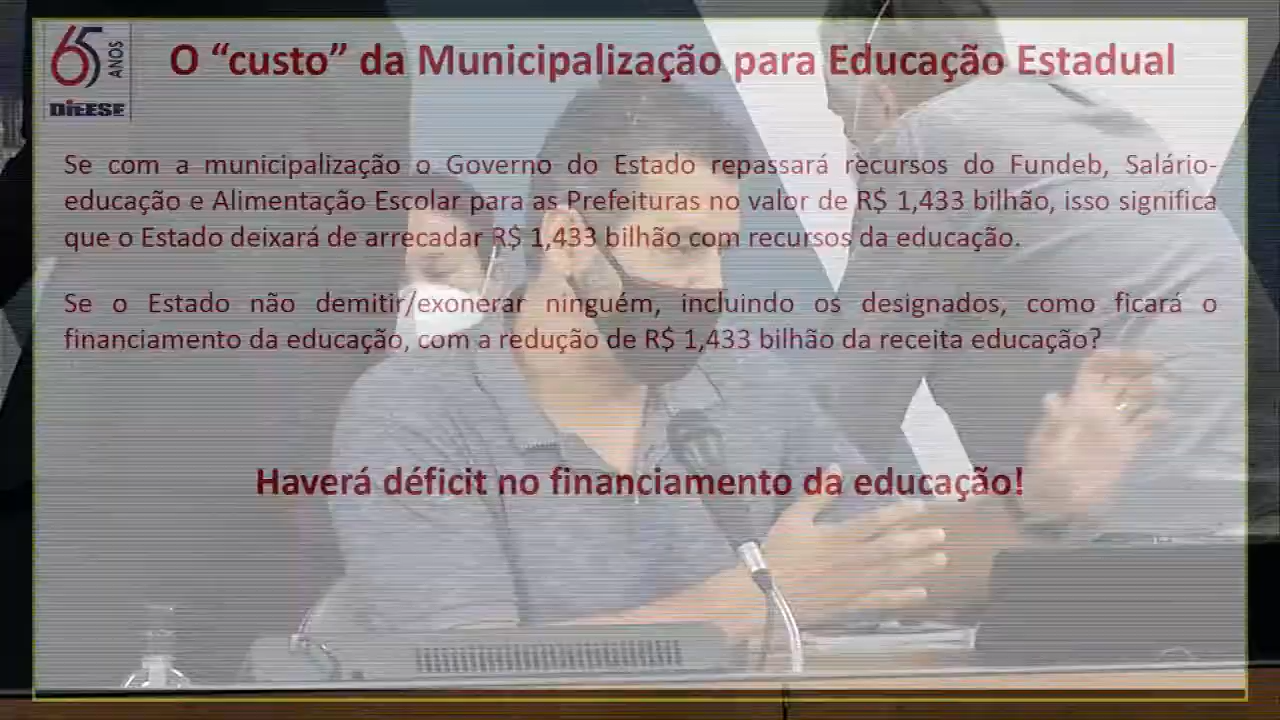 65 ANOS
DIEESE
O “custo” da Municipalização para Educação Estadual
Se com a municipalização o Governo do Estado repassará recursos do Fundeb, Salário-
educação e Alimentação Escolar para as Prefeituras no valor de R$ 1,433 bilhão, isso significa
que o Estado deixará de arrecadar R$ 1,433 bilhão com recursos da educação.
Se o Estado não demitir/exonerar ninguém, incluindo os designados, como ficará o
financiamento da educação, com a redução de R$ 1,433 bilhão da receita educação?
Haverá déficit no financiamento da educação!